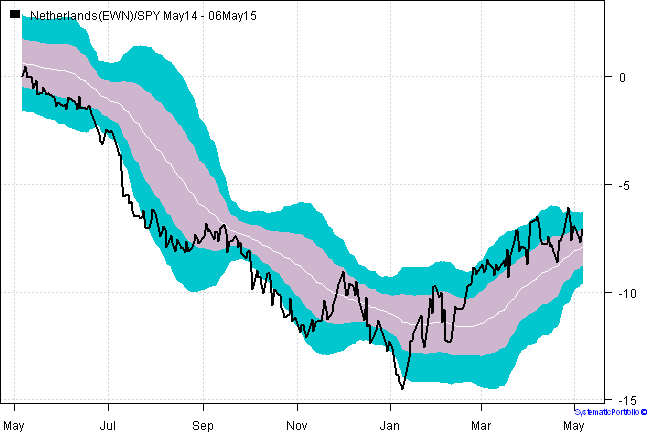 Netherlands(EWN)/SPY May14 - 06May15
0
-5
-10
-15
SystematicPortfolio ©
May Jul Sep Nov Jan Mar May